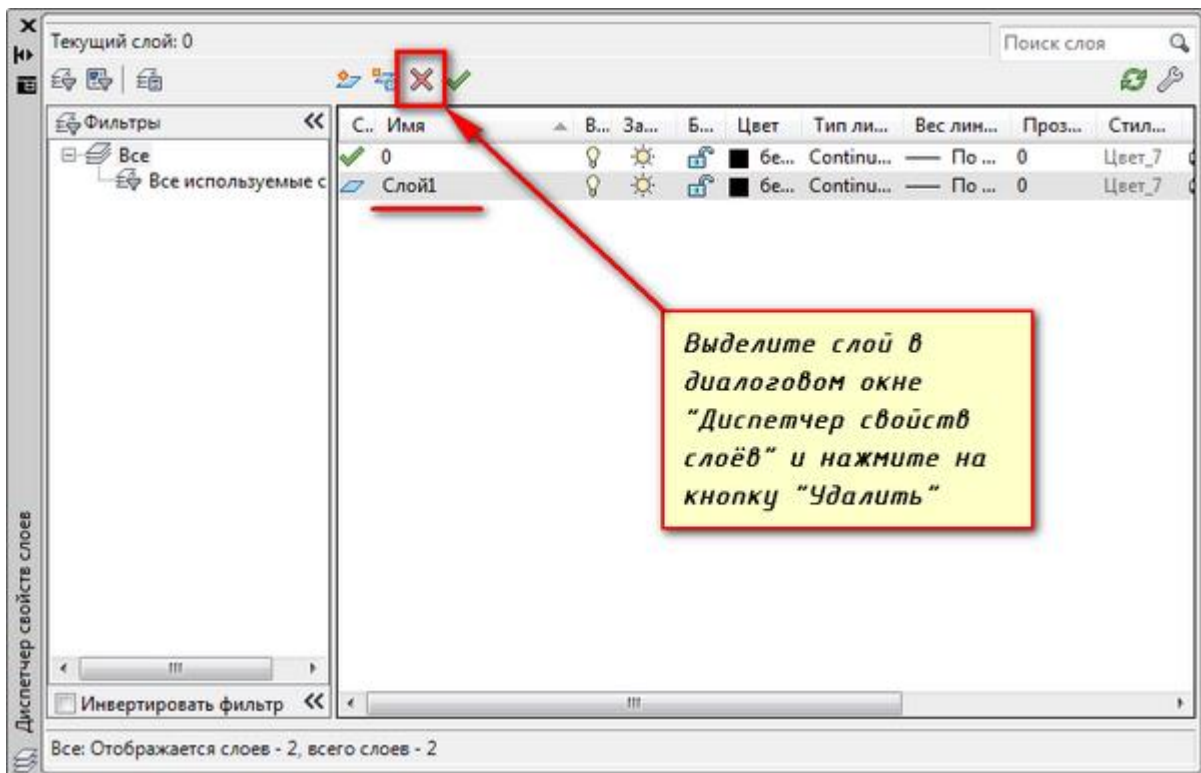 Текущий слой: 0
Поиск слоя
Фильтры
С.. Имя В... За... Б... Цвет Тип ли... Вес лин... Проз... Стил...
Все
0 бе... Continu... По ... 0 Цвет_7
Все используемые с
Слой1 бе... Continu... По ... 0 Цвет_7
Выделите слой в
диалоговом окне
"Диспетчер свойств
слоёв" и нажмите на
кнопку "Удалить"
Инвертировать фильтр
Все: Отображается слоев - 2, всего слоев - 2
Диспетчер свойств слоев